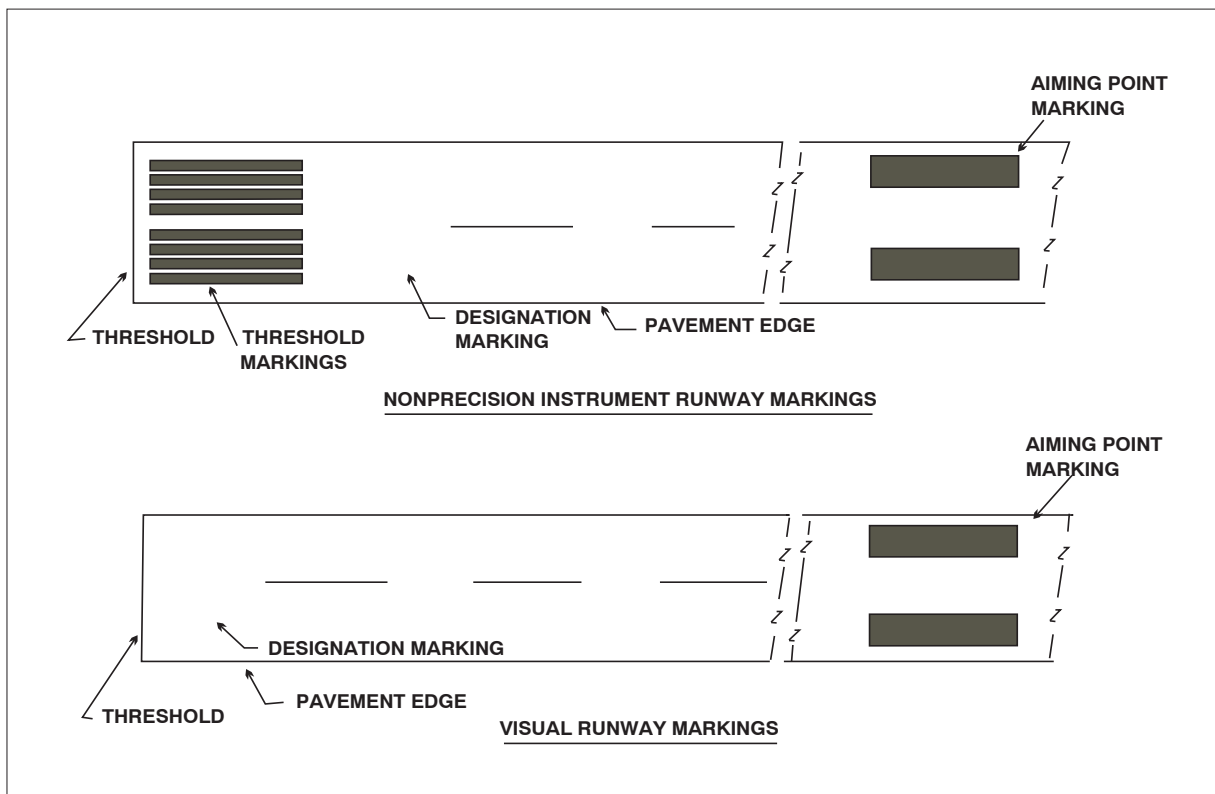 AIMING POINT
MARKING
THRESHOLD
THRESHOLD
MARKINGS
DESIGNATION
MARKING
PAVEMENT EDGE
NONPRECISION INSTRUMENT RUNWAY MARKINGS
AIMING POINT
MARKING
DESIGNATION MARKING
PAVEMENT EDGE
THRESHOLD
VISUAL RUNWAY MARKINGS